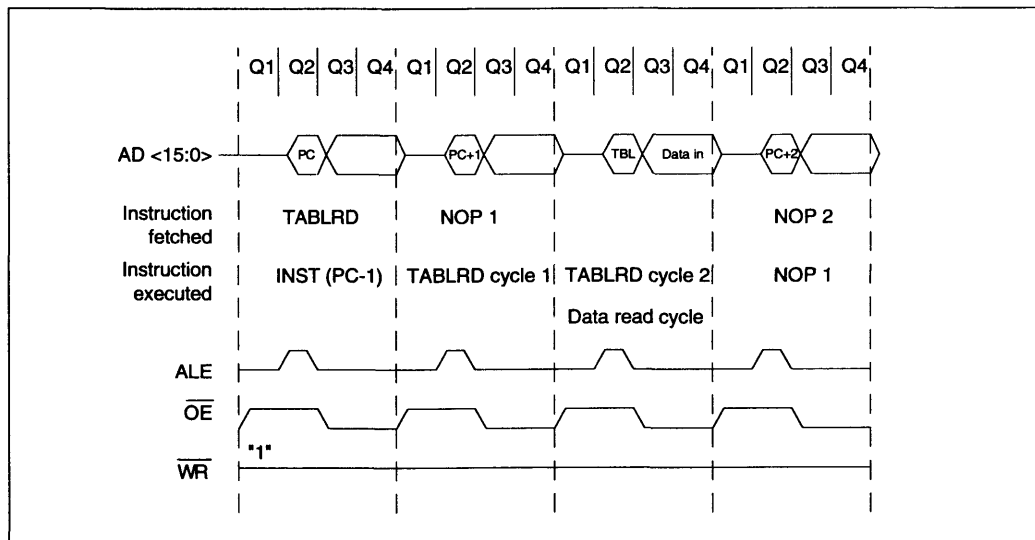 Q1 Q2 Q3 Q4 Q1 Q2 Q3 Q4 Q1 Q2 Q3 Q4 Q1 Q2 Q3 Q4
AD <15:0> PC PC+1 TBL Data in PC+2
Instruction fetched TABLRD NOP 1 NOP 2
Instruction executed INST (PC-1) TABLRD cycle 1 TABLRD cycle 2 NOP 1
Data read cycle
ALE
OE
"1"
WR